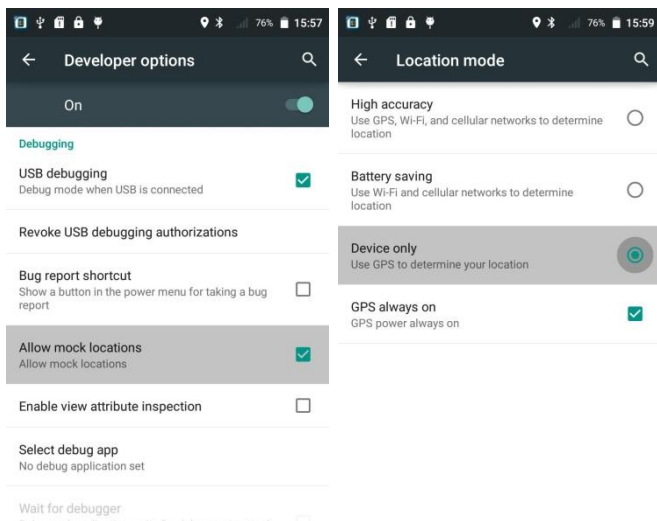 76% 15:57
Developer options
On
Debugging
USB debugging
Debug mode when USB is connected
Revoke USB debugging authorizations
Bug report shortcut
Show a button in the power menu for taking a bug
report
Allow mock locations
Allow mock locations
Enable view attribute inspection
Select debug app
No debug application set
Wait for debugger
76% 15:59
Location mode
High accuracy
Use GPS, Wi-Fi, and cellular networks to determine
location
Battery saving
Use Wi-Fi and cellular networks to determine
location
Device only
Use GPS to determine your location
GPS always on
GPS power always on